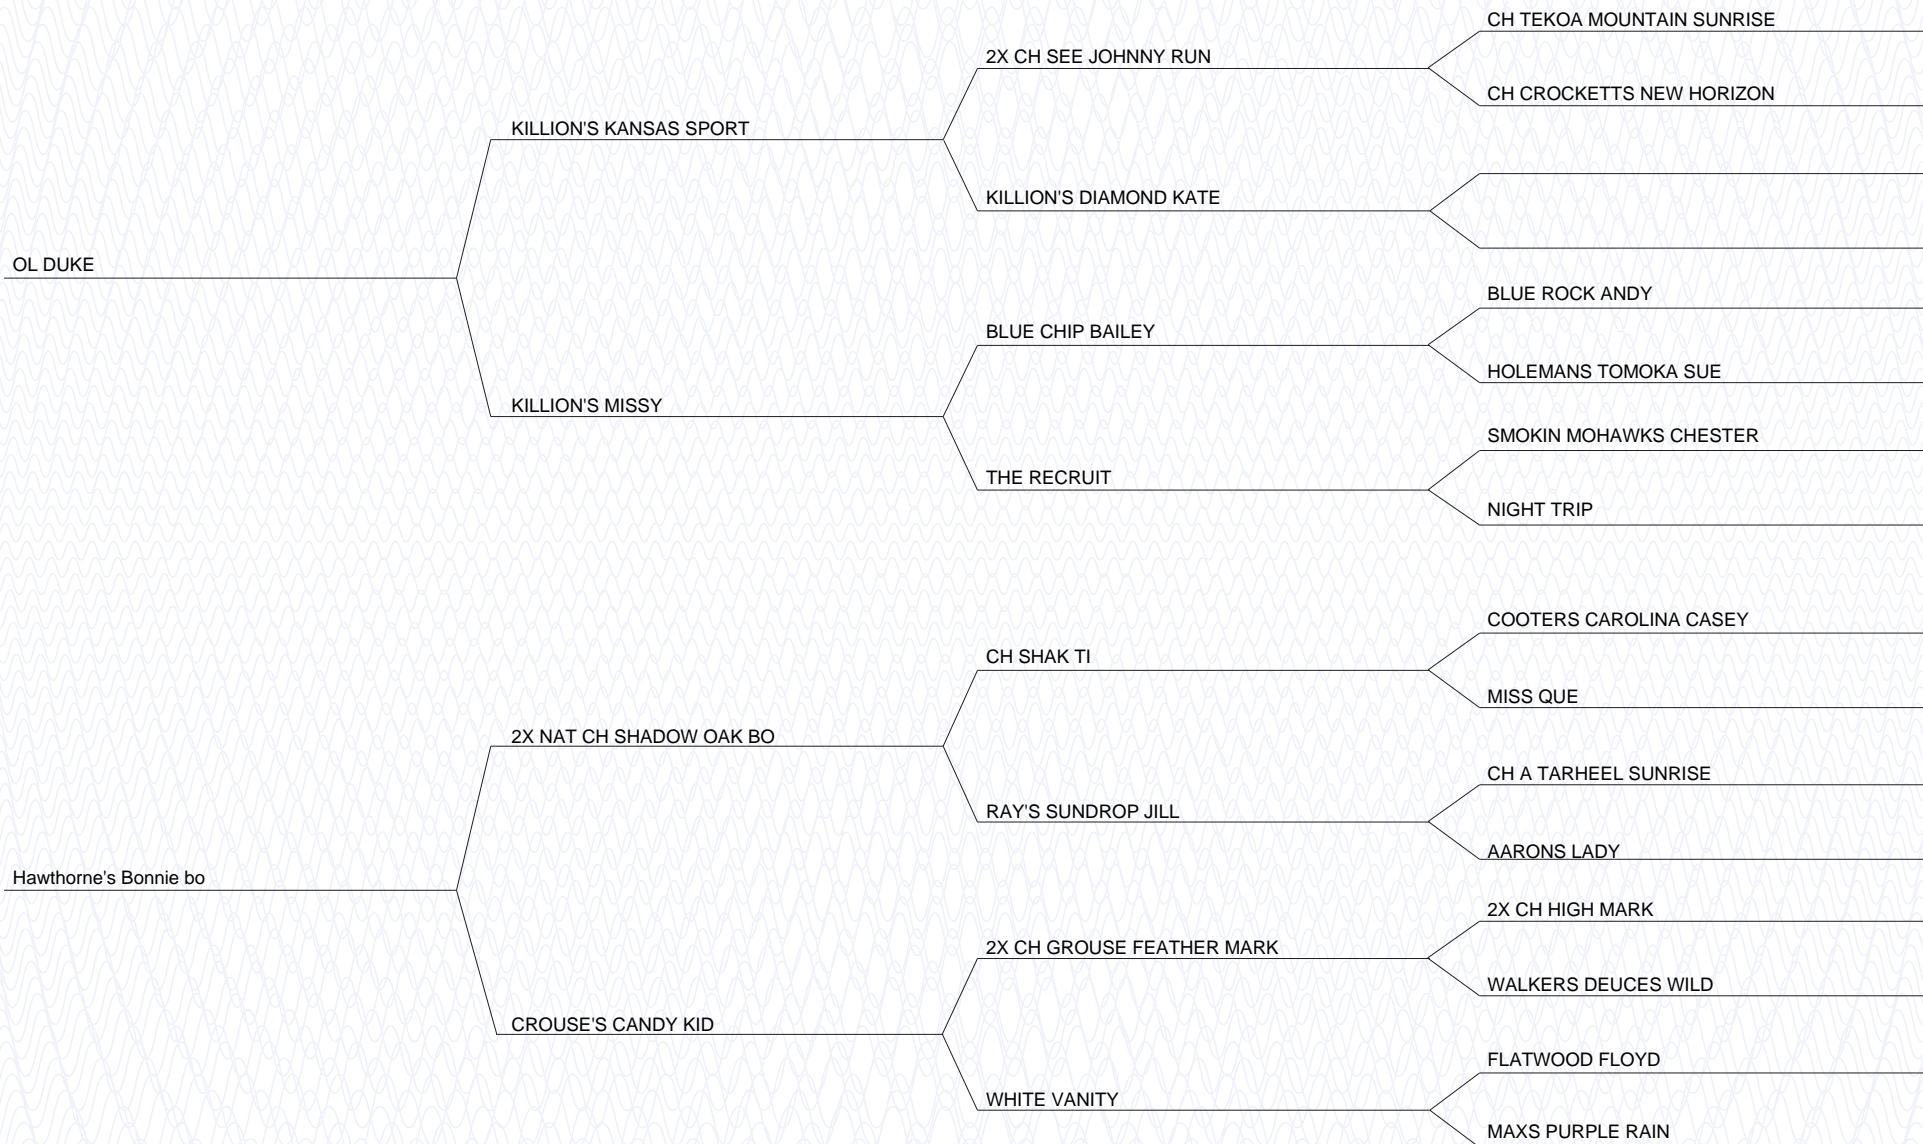 CH TEKOA MOUNTAIN SUNRISE
2X CH SEE JOHNNY RUN
CH CROCKETTS NEW HORIZON
KILLION'S KANSAS SPORT
KILLION'S DIAMOND KATE
OL DUKE
BLUE ROCK ANDY
BLUE CHIP BAILEY
HOLEMANS TOMOKA SUE
KILLION'S MISSY
SMOKIN MOHAWKS CHESTER
THE RECRUIT
NIGHT TRIP
COOTERS CAROLINA CASEY
CH SHAK TI
MISS QUE
2X NAT CH SHADOW OAK BO
CH A TARHEEL SUNRISE
RAY'S SUNDROP JILL
AARONS LADY
Hawthorne's Bonnie bo
2X CH HIGH MARK
2X CH GROUSE FEATHER MARK
WALKERS DEUCES WILD
CROUSE'S CANDY KID
FLATWOOD FLOYD
WHITE VANITY
MAXS PURPLE RAIN